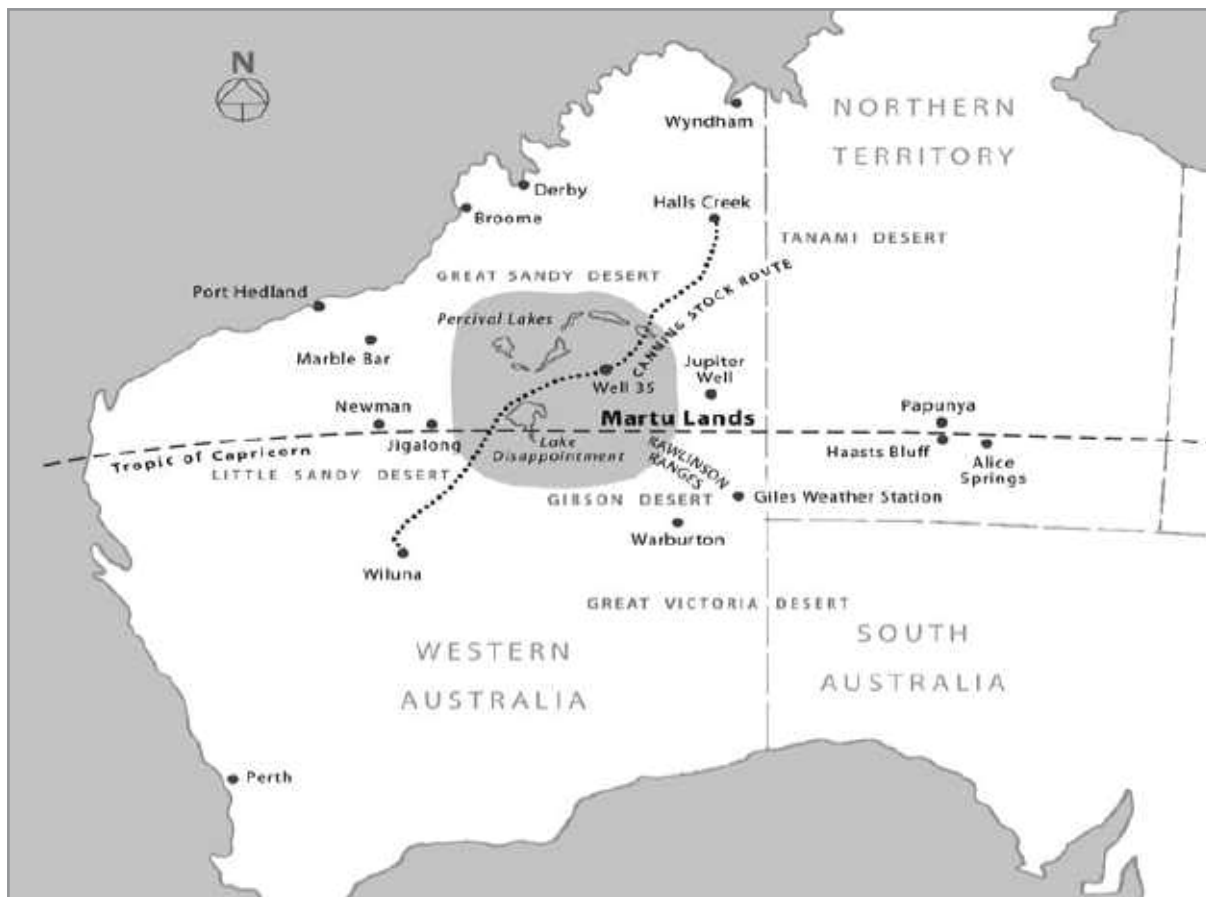 N
NORTHERN
TERRITORY
Wyndham
Derby
Broome
Halls Creek
TANAMI DESERT
GREAT SANDY DESERT
CANNING STOCK ROUTE
Port Hedland
Percival Lakes
Marble Bar
Jupiter
Well
Well 35
Newman
Martu Lands
Papunya
Jigalong
Lake
Disappointment
RAWLINSON
RANGES
Haasts Bluff
Alice
Springs
Tropic of Capricorn
LITTLE SANDY DESERT
GIBSON DESERT
Giles Weather Station
Warburton
Wiluna
GREAT VICTORIA DESERT
WESTERN
AUSTRALIA
SOUTH
AUSTRALIA
Perth